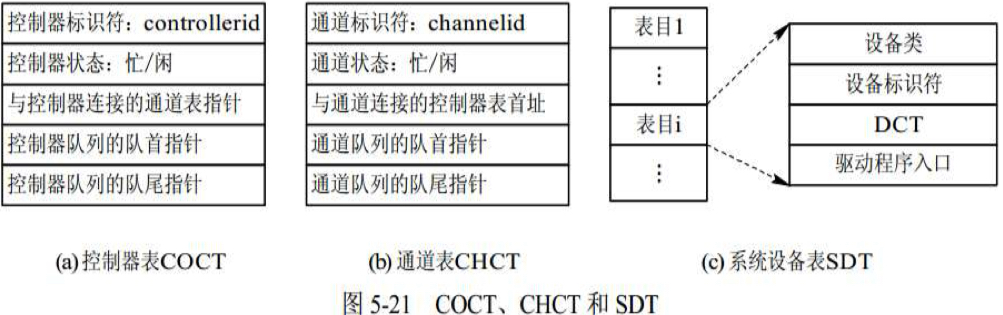 控制器标识符：controllerid
控制器状态：忙/闲
与控制器连接的通道表指针
控制器队列的队首指针
控制器队列的队尾指针
通道标识符：channelid
通道状态：忙/闲
与通道连接的控制器表首址
通道队列的队首指针
通道队列的队尾指针
表目1
⋮
表目i
⋮
设备类
设备标识符
DCT
驱动程序入口
(a) 控制器表COCT
(b) 通道表CHCT
(c) 系统设备表SDT
图 5-21 COCT、CHCT 和 SDT